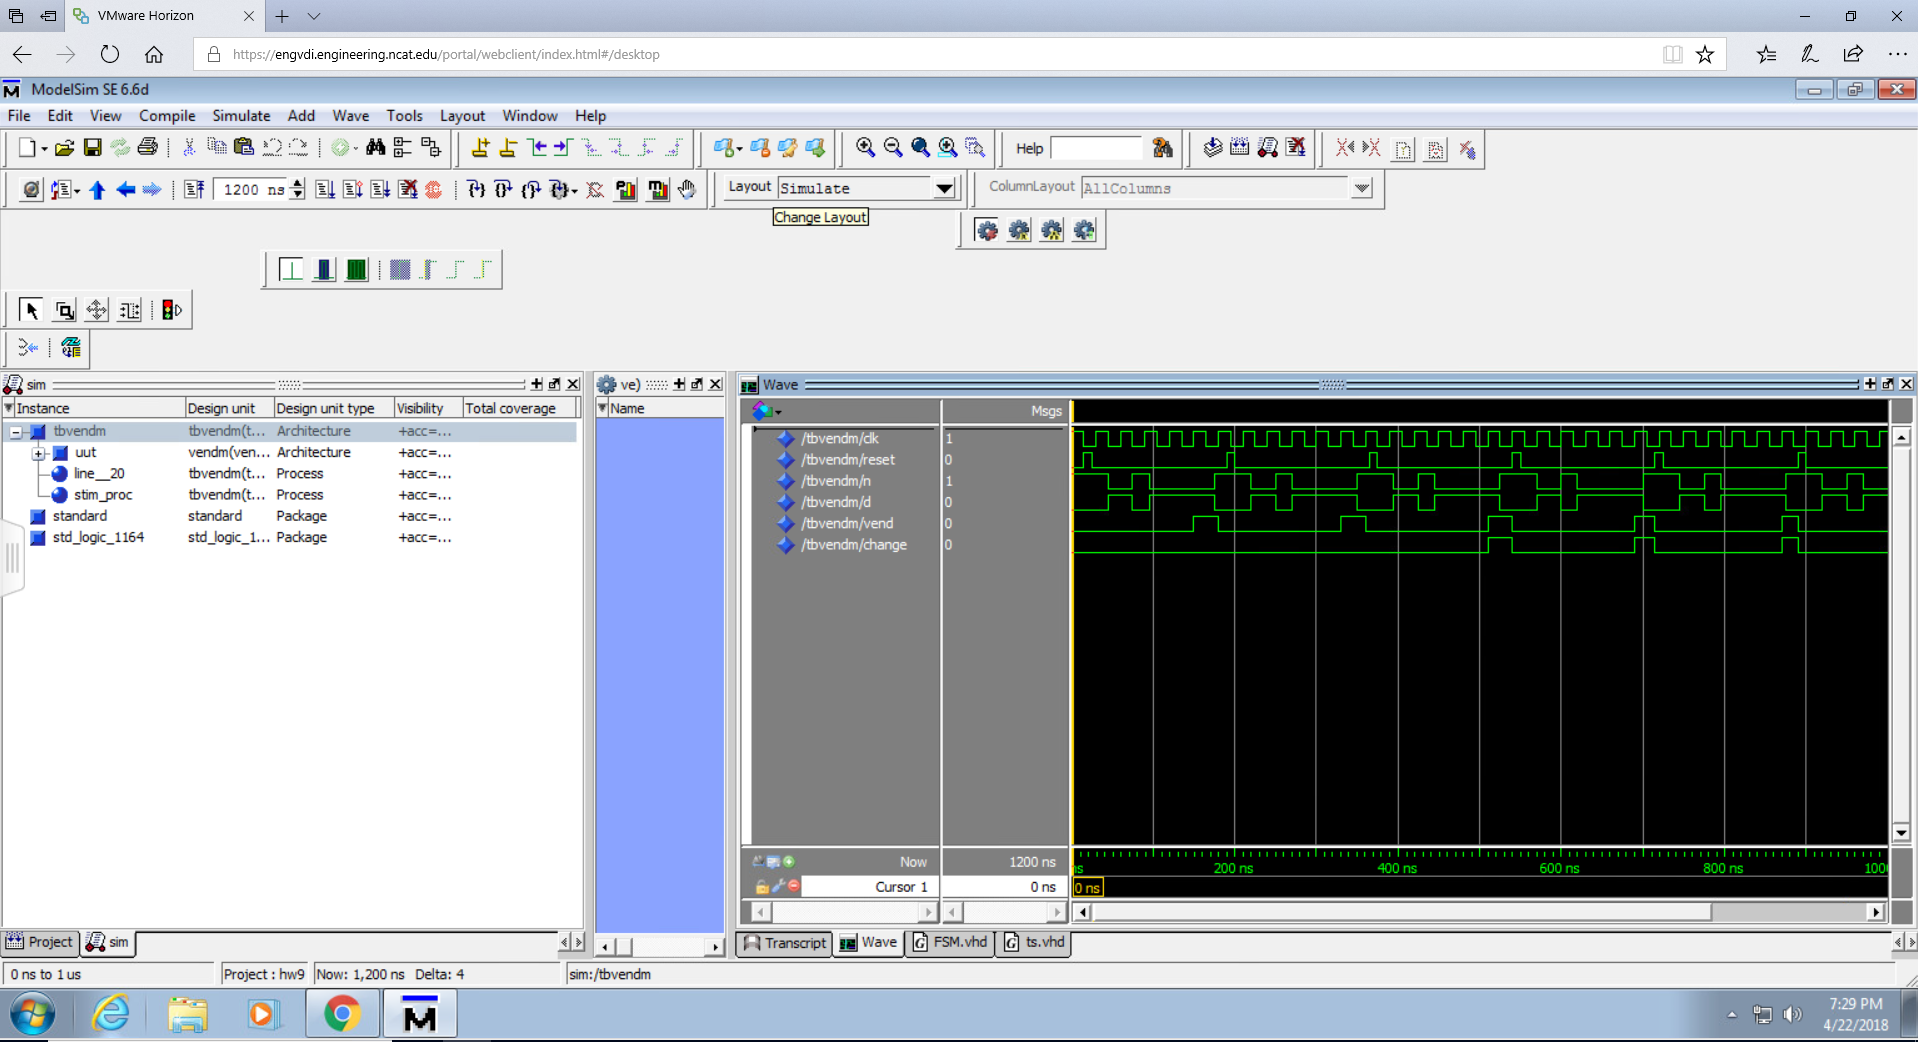 VMware Horizon
https://engvdi.engineering.ncat.edu/portal/webclient/index.html#/desktop
ModelSim SE 6.6d
File Edit View Compile Simulate Add Wave Tools Layout Window Help
Help
1200 ns Layout Simulate ColumnLayout AllColumns
Change Layout
sim ve) Wave
Instance Design unit Design unit type Visibility Total coverage Name Msgs
tbvendm tbvendm(t... Architecture +acc=...
uut vendm(ven... Architecture +acc=...
line__20 tbvendm(t... Process +acc=...
stim_proc tbvendm(t... Process +acc=...
standard standard Package +acc=...
std_logic_1164 std_logic_1... Package +acc=...
/tbvendm/clk 1
/tbvendm/reset 0
/tbvendm/n 1
/tbvendm/d 0
/tbvendm/vend 0
/tbvendm/change 0
Now 1200 ns ns 200 ns 400 ns 600 ns 800 ns 100
Cursor 1 0 ns 0 ns
Project sim Transcript Wave FSM.vhd ts.vhd
0 ns to 1 us Project : hw9 Now: 1,200 ns Delta: 4 sim:/tbvendm
7:29 PM
4/22/2018